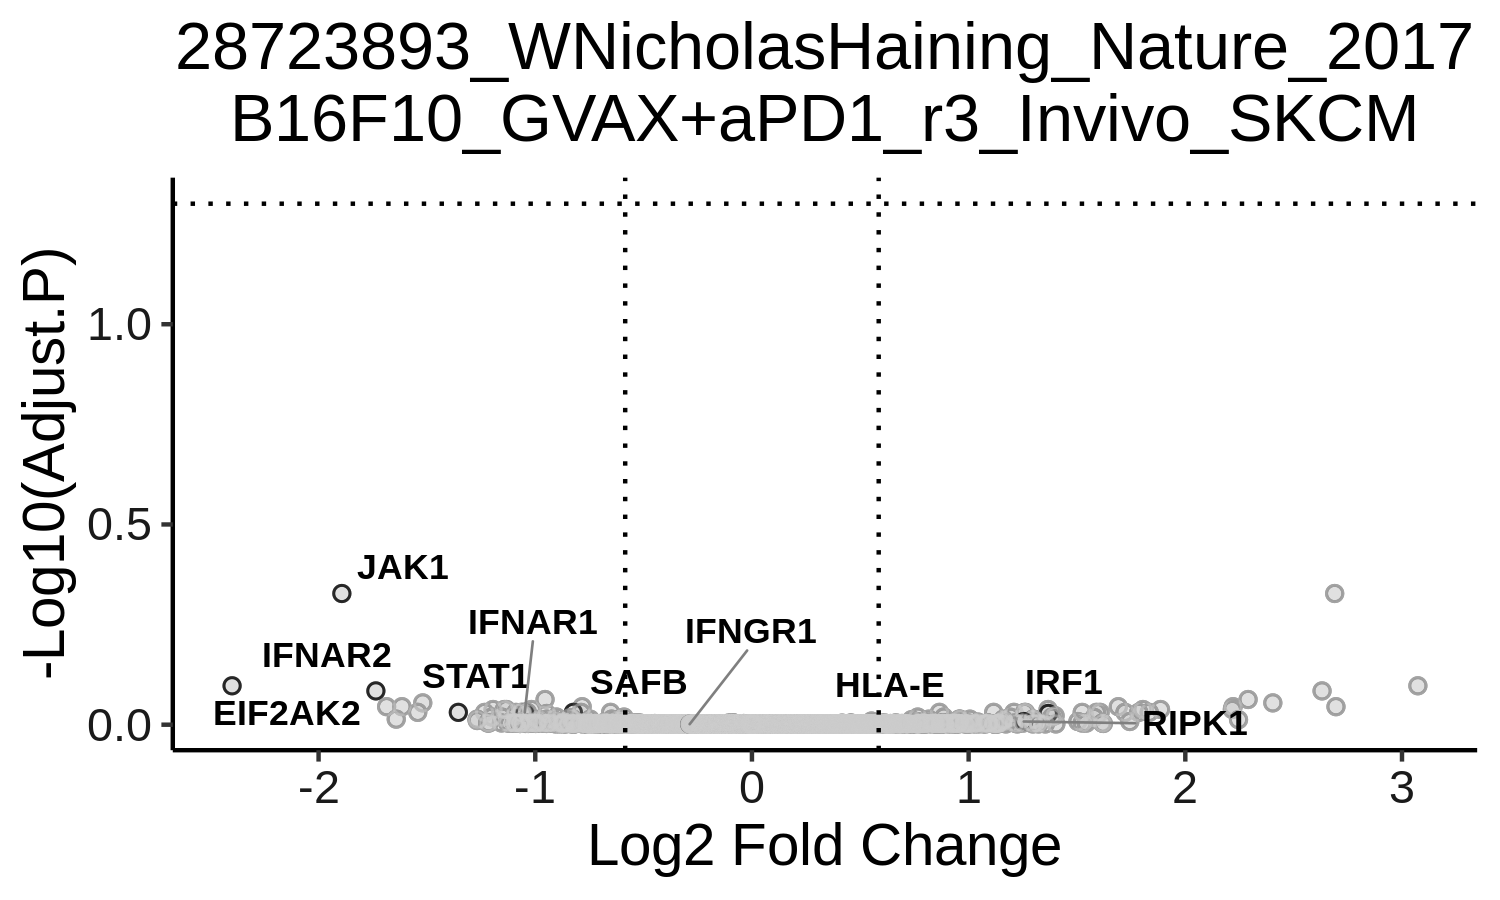 28723893_WNicholasHaining_Nature_2017
B16F10_GVAX+aPD1_r3_Invivo_SKCM
-Log10(Adjust.P)
1.0
0.5
0.0
JAK1
IFNAR1
IFNGR1
IFNAR2
STAT1
SAFB
HLA-E
IRF1
EIF2AK2
RIPK1
-2
-1
0
1
2
3
Log2 Fold Change